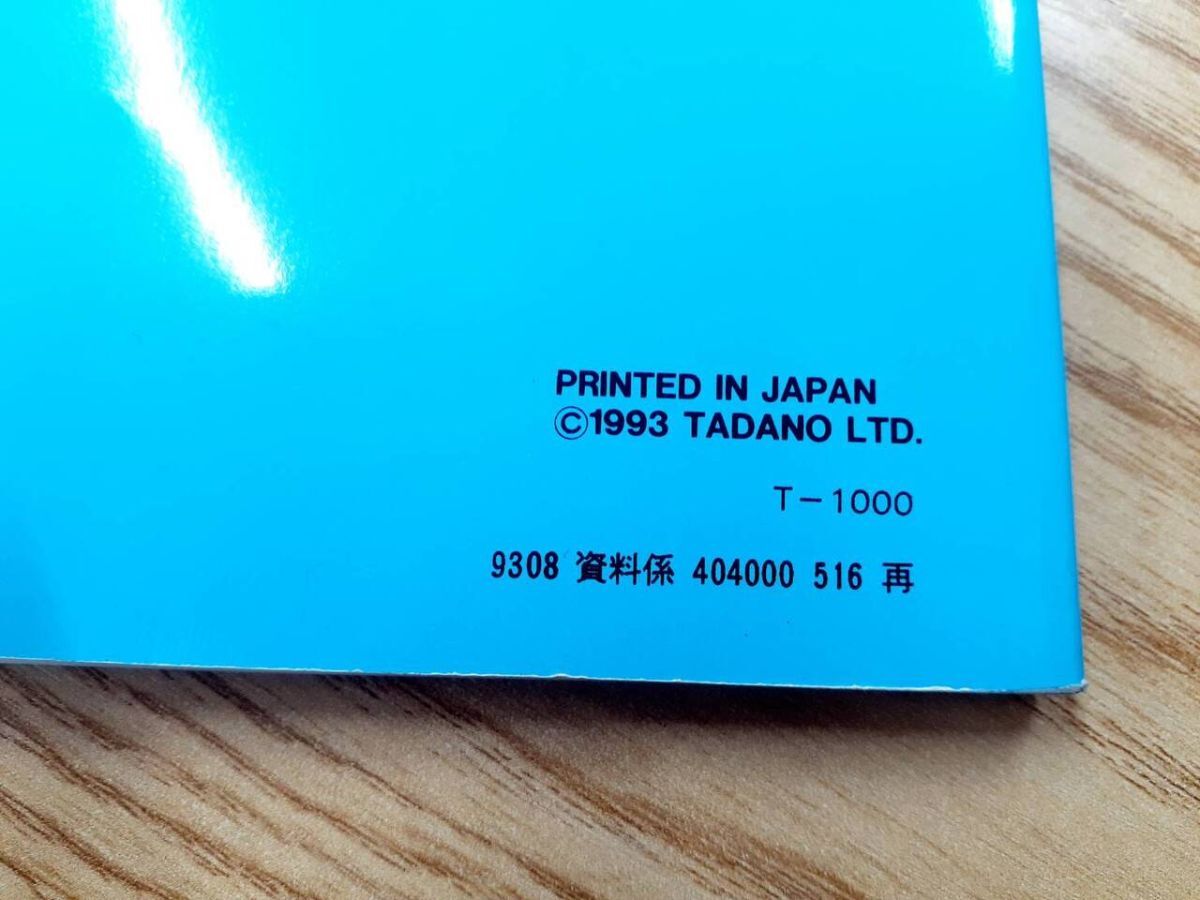 PRINTED IN JAPAN
©1993 TADANO LTD.
T-1000
9308 資料係 404000 516 再